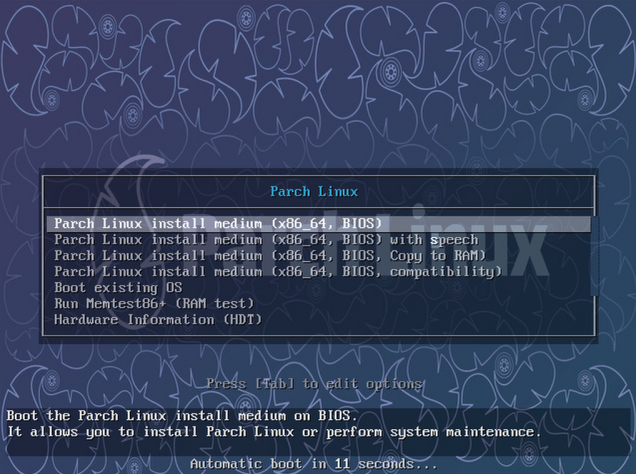 Parch Linux
Parch Linux install medium (x86_64, BIOS)
Parch Linux install medium (x86_64, BIOS) with speech
Parch Linux install medium (x86_64, BIOS, Copy to RAM)
Parch Linux install medium (x86_64, BIOS, compatibility)
Boot existing OS
Run Memtest86+ (RAM test)
Hardware Information (HDT)
ParchLinux
Press [Tab] to edit options
Boot the Parch Linux install medium on BIOS.
It allows you to install Parch Linux or perform system maintenance.
Automatic boot in 11 seconds...